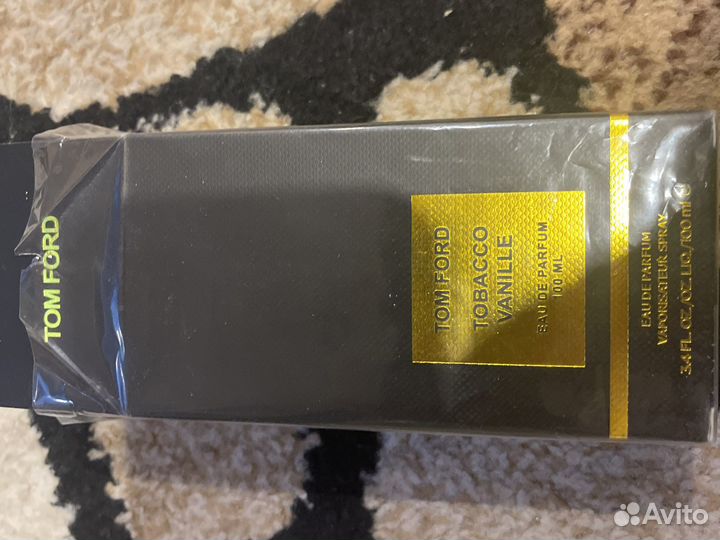 TOM FORD
TOM FORD
TOBACCO
VANILLE
EAU DE PARFUM
100 ML
EAU DE PARFUM
VAPORISATEUR SPRAY
3.4 FL. OZ./OZ. LIQ./100 ml e
Avito